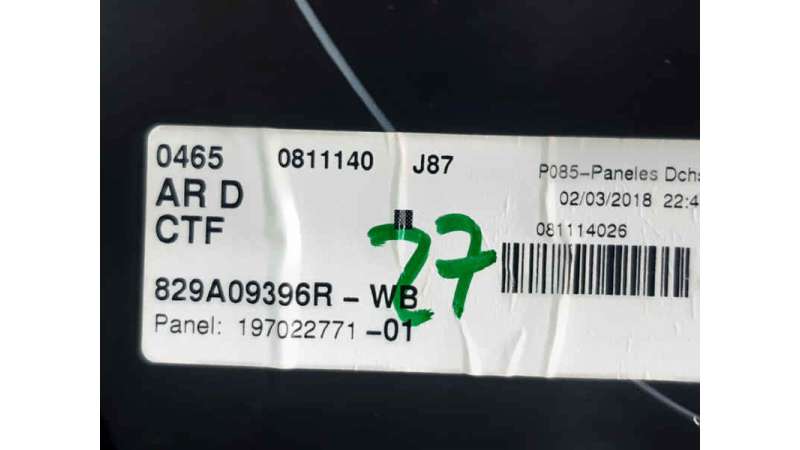 0465 0811140 J87
AR D
CTF
829A09396R - WB
Panel: 197022771-01
27
P085-Paneles Dchs
02/03/2018 22:4
081114026